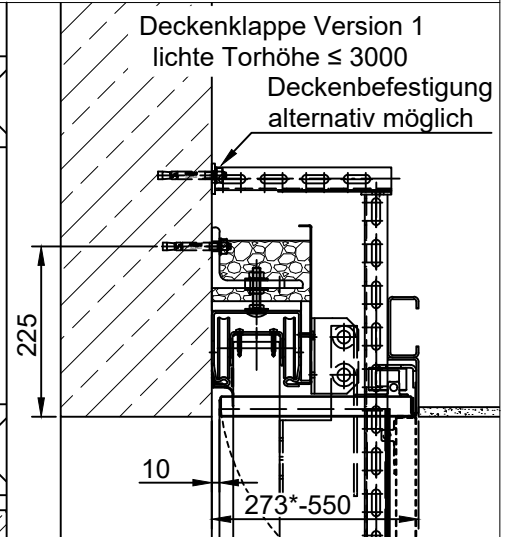 Deckenklappe Version 1
lichte Torhöhe ≤ 3000
Deckenbefestigung
alternativ möglich
225
10
273*-550